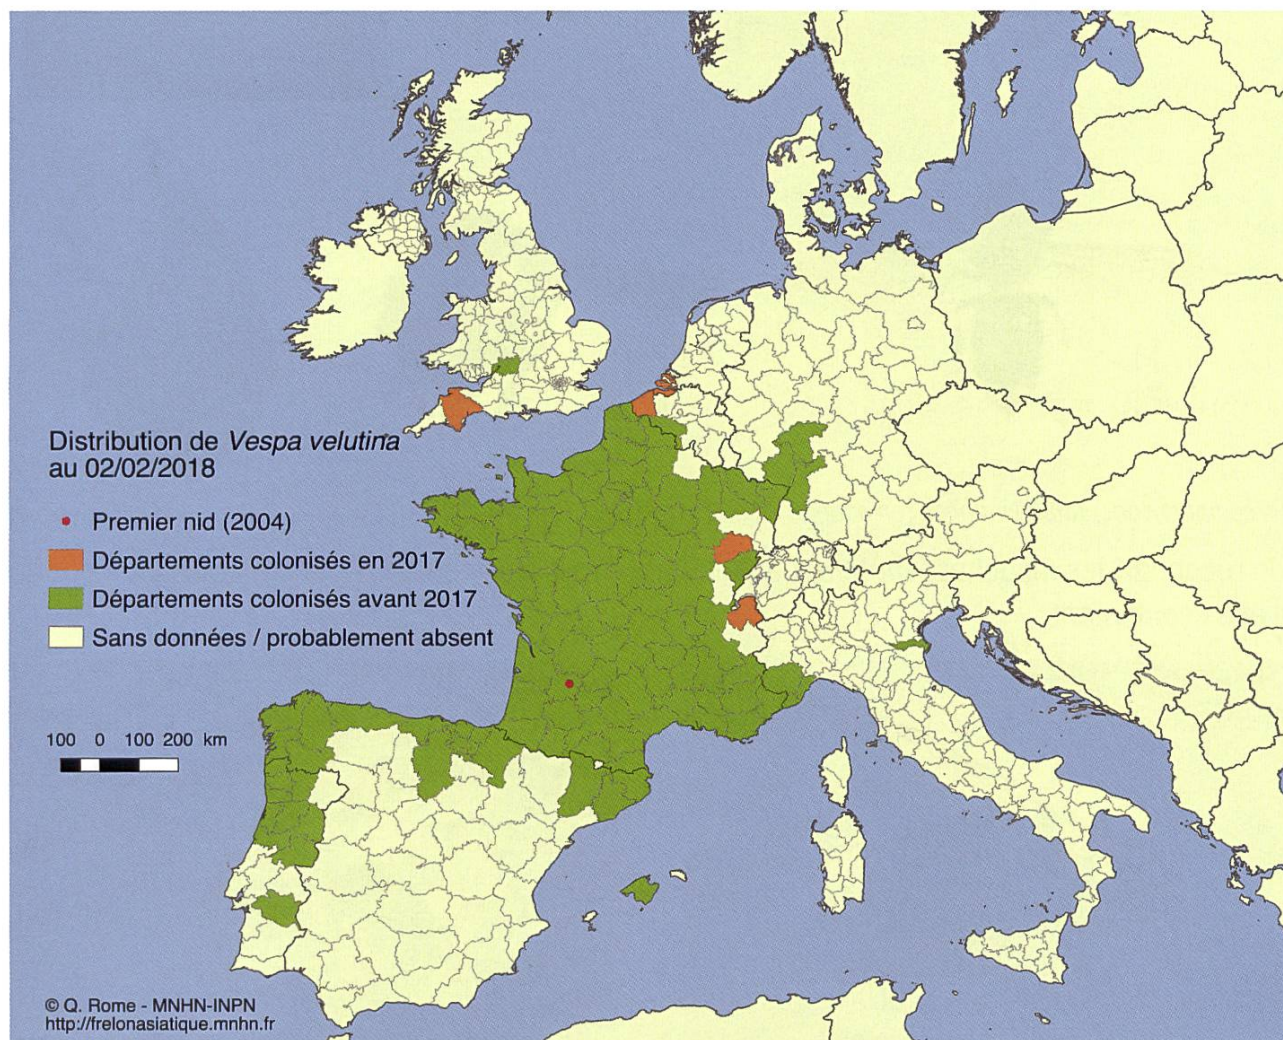 Distribution de Vespa velutina
au 02/02/2018
Premier nid (2004)
Départements colonisés en 2017
Départements colonisés avant 2017
Sans données / probablement absent
100 0 100 200 km
© Q. Rome - MNHN-INPN
http://frelonasiatique.mnhn.fr